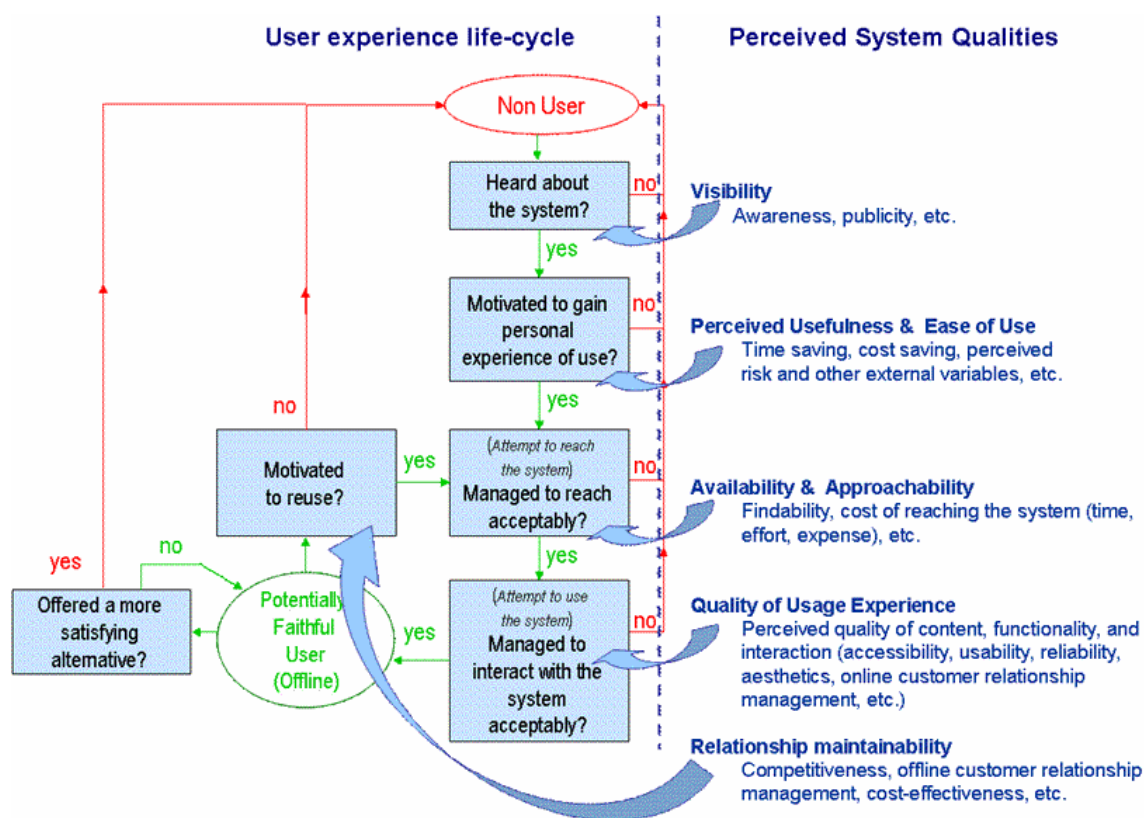 User experience life-cycle
Perceived System Qualities
Non User
Heard about
the system?
no
yes
Visibility
Awareness, publicity, etc.
Motivated to gain
personal
experience of use?
no
yes
Perceived Usefulness & Ease of Use
Time saving, cost saving, perceived
risk and other external variables, etc.
no
Motivated
to reuse?
yes
(Attempt to reach
the system)
Managed to reach
acceptably?
no
yes
Availability & Approachability
Findability, cost of reaching the system (time,
effort, expense), etc.
yes
no
Offered a more
satisfying
alternative?
Potentially
Faithful
User
(Offline)
yes
(Attempt to use
the system)
Managed to
interact with the
system
acceptably?
no
Quality of Usage Experience
Perceived quality of content, functionality, and
interaction (accessibility, usability, reliability,
aesthetics, online customer relationship
management, etc.)
Relationship maintainability
Competitiveness, offline customer relationship
management, cost-effectiveness, etc.